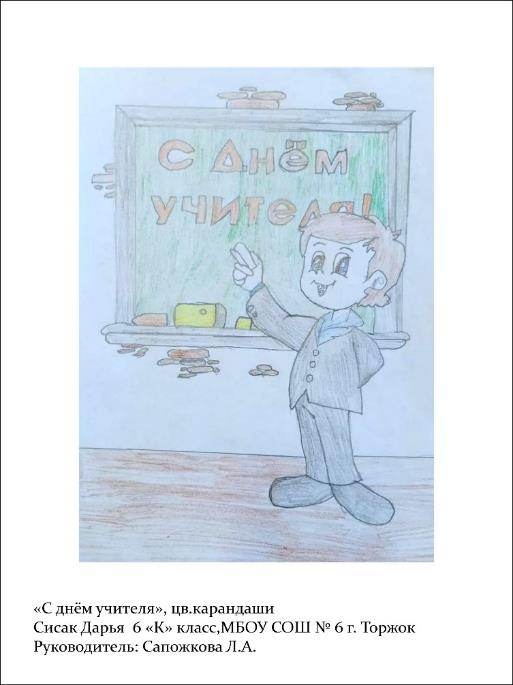 С ДНЁМ
УЧИТЕЛЯ!
«С днём учителя», цв.карандаши
Сисак Дарья 6 «К» класс,МБОУ СОШ № 6 г. Торжок
Руководитель: Сапожкова Л.А.